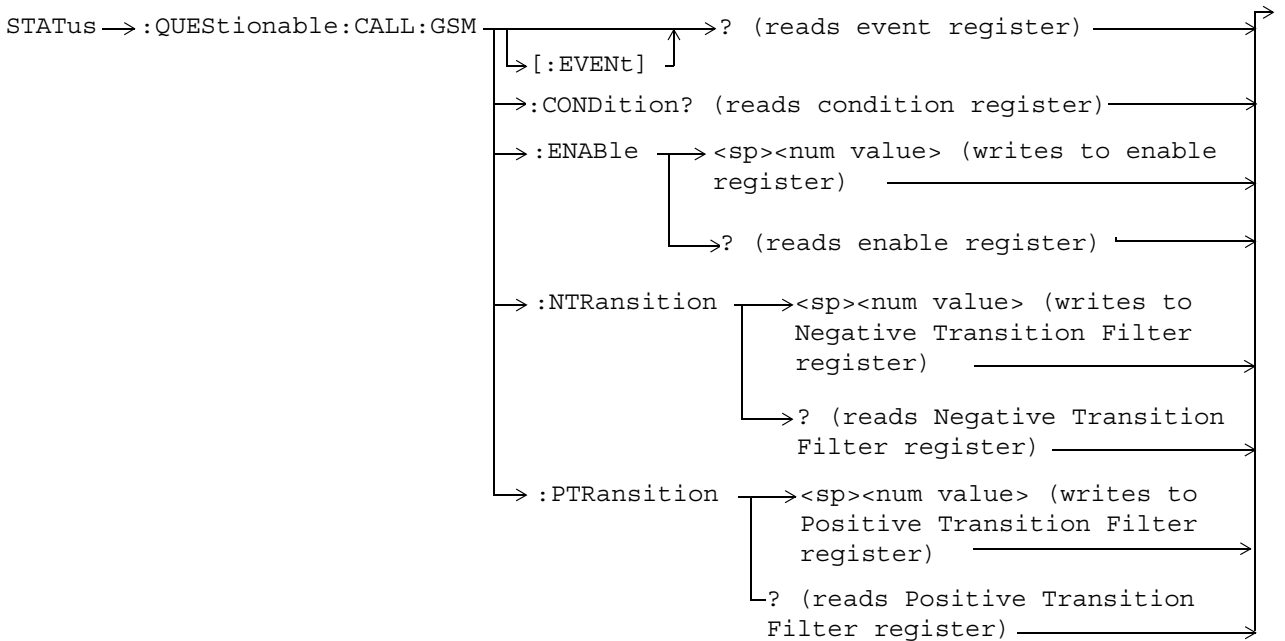 STATus :QUEStionable:CALL:GSM ? (reads event register)
[:EVENt]
:CONDition? (reads condition register)
:ENABle <sp><num value> (writes to enable
register)
? (reads enable register)
:NTRansition <sp><num value> (writes to
Negative Transition Filter
register)
? (reads Negative Transition
Filter register)
:PTRansition <sp><num value> (writes to
Positive Transition Filter
register)
? (reads Positive Transition
Filter register)